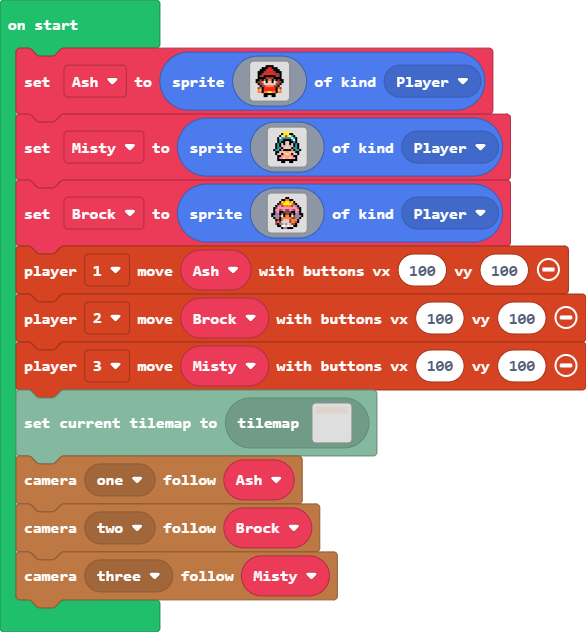 on start
set Ash to sprite of kind Player
set Misty to sprite of kind Player
set Brock to sprite of kind Player
player 1 move Ash with buttons vx 100 vy 100
player 2 move Brock with buttons vx 100 vy 100
player 3 move Misty with buttons vx 100 vy 100
set current tilemap to tilemap
camera one follow Ash
camera two follow Brock
camera three follow Misty